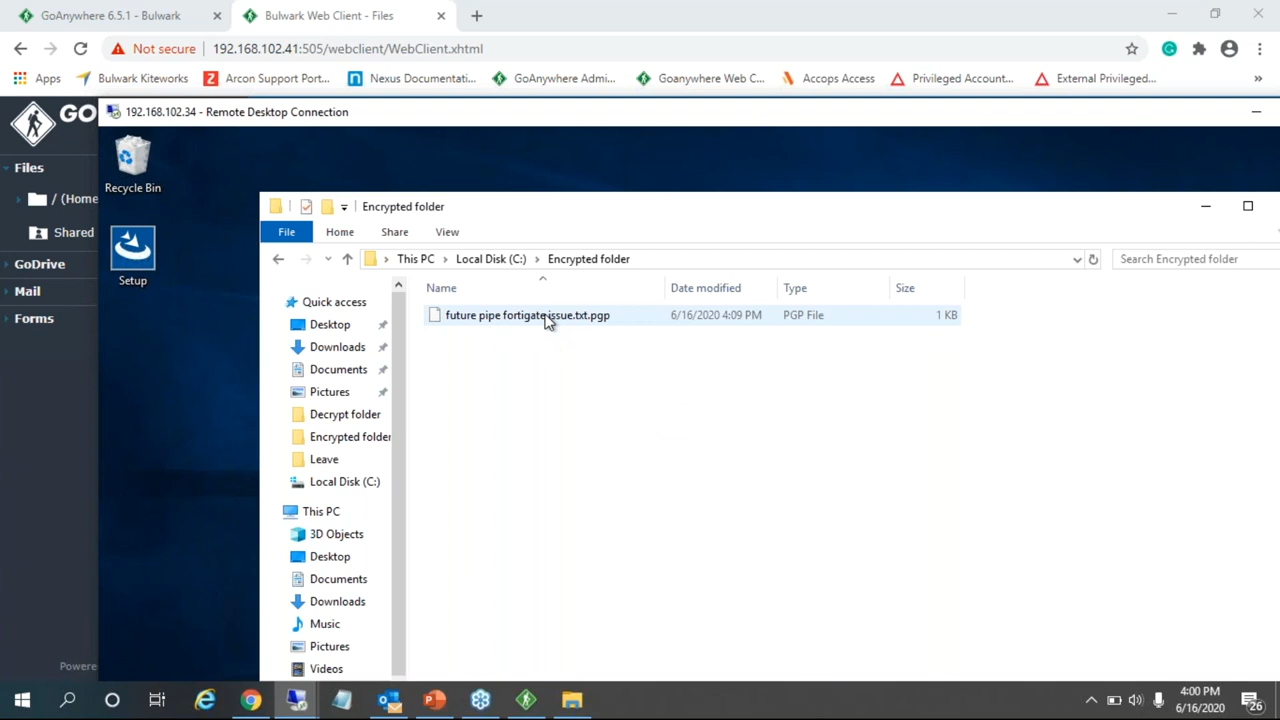 GoAnywhere 6.5.1 - Bulwark
Bulwark Web Client - Files
Not secure
192.168.102.41:505/webclient/WebClient.xhtml
Apps
Bulwark Kiteworks
Arcon Support Port...
Nexus Documentati...
GoAnywhere Admi...
Goanywhere Web C...
Accops Access
Privileged Account...
External Privileged...
»
GO
192.168.102.34 - Remote Desktop Connection
Files
/ (Home
Shared
GoDrive
Mail
Forms
Powere
Recycle Bin
Setup
Encrypted folder
File
Home
Share
View
This PC
Local Disk (C:)
Encrypted folder
Search Encrypted folder
Name
Date modified
Type
Size
future pipe fortigate issue.txt.pgp
6/16/2020 4:09 PM
PGP File
1 KB
Quick access
Desktop
Downloads
Documents
Pictures
Decrypt folder
Encrypted folder
Leave
Local Disk (C:)
This PC
3D Objects
Desktop
Documents
Downloads
Music
Pictures
Videos
4:00 PM
6/16/2020
26